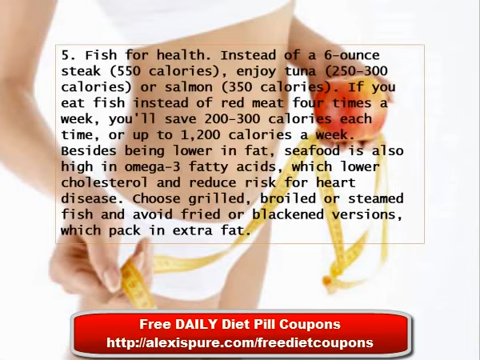 5. Fish for health. Instead of a 6-ounce
steak (550 calories), enjoy tuna (250-300
calories) or salmon (350 calories). If you
eat fish instead of red meat four times a
week, you'll save 200-300 calories each
time, or up to 1,200 calories a week.
Besides being lower in fat, seafood is also
high in omega-3 fatty acids, which lower
cholesterol and reduce risk for heart
disease. Choose grilled, broiled or steamed
fish and avoid fried or blackened versions,
which pack in extra fat.
Free DAILY Diet Pill Coupons
http://alexispure.com/freedietcoupons